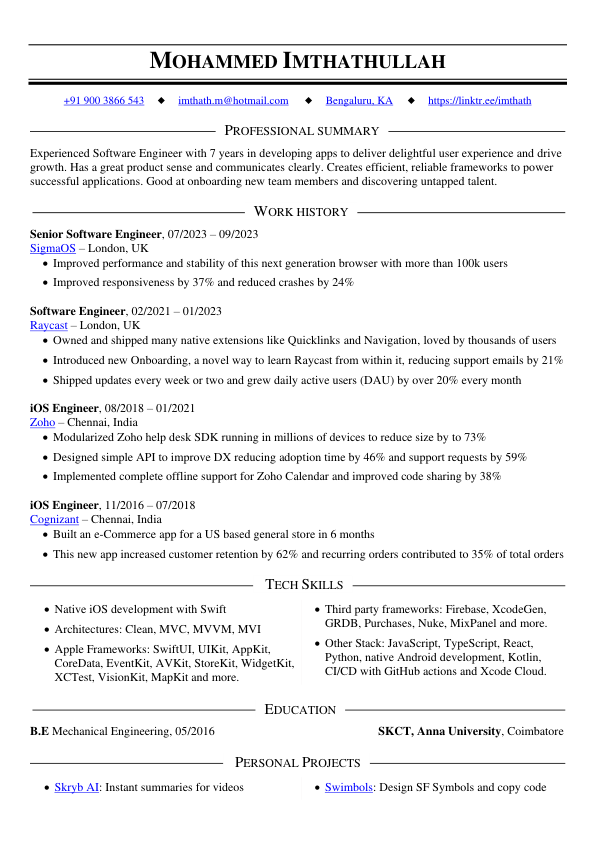 MOHAMMED IMTHATHULLAH
+91 900 3866 543 ◆ imthath.m@hotmail.com ◆ Bengaluru, KA ◆ https://linktr.ee/imthath
PROFESSIONAL SUMMARY
Experienced Software Engineer with 7 years in developing apps to deliver delightful user experience and drive
growth. Has a great product sense and communicates clearly. Creates efficient, reliable frameworks to power
successful applications. Good at onboarding new team members and discovering untapped talent.
WORK HISTORY
Senior Software Engineer, 07/2023 – 09/2023
SigmaOS – London, UK
• Improved performance and stability of this next generation browser with more than 100k users
• Improved responsiveness by 37% and reduced crashes by 24%
Software Engineer, 02/2021 – 01/2023
Raycast – London, UK
• Owned and shipped many native extensions like Quicklinks and Navigation, loved by thousands of users
• Introduced new Onboarding, a novel way to learn Raycast from within it, reducing support emails by 21%
• Shipped updates every week or two and grew daily active users (DAU) by over 20% every month
iOS Engineer, 08/2018 – 01/2021
Zoho – Chennai, India
• Modularized Zoho help desk SDK running in millions of devices to reduce size by to 73%
• Designed simple API to improve DX reducing adoption time by 46% and support requests by 59%
• Implemented complete offline support for Zoho Calendar and improved code sharing by 38%
iOS Engineer, 11/2016 – 07/2018
Cognizant – Chennai, India
• Built an e-Commerce app for a US based general store in 6 months
• This new app increased customer retention by 62% and recurring orders contributed to 35% of total orders
TECH SKILLS
• Native iOS development with Swift
• Architectures: Clean, MVC, MVVM, MVI
• Apple Frameworks: SwiftUI, UIKit, AppKit,
CoreData, EventKit, AVKit, StoreKit, WidgetKit,
XCTest, VisionKit, MapKit and more.
• Third party frameworks: Firebase, XcodeGen,
GRDB, Purchases, Nuke, MixPanel and more.
• Other Stack: JavaScript, TypeScript, React,
Python, native Android development, Kotlin,
CI/CD with GitHub actions and Xcode Cloud.
EDUCATION
B.E Mechanical Engineering, 05/2016 SKCT, Anna University, Coimbatore
PERSONAL PROJECTS
• Skryb AI: Instant summaries for videos
• Swimbols: Design SF Symbols and copy code